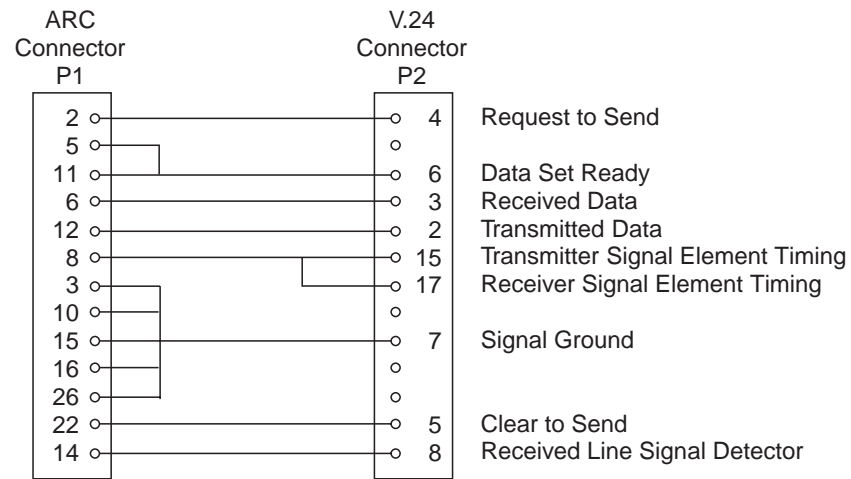 ARC V.24
Connector Connector
P1 P2
2 4 Request to Send
5
11 6 Data Set Ready
6 3 Received Data
12 2 Transmitted Data
8 15 Transmitter Signal Element Timing
3 17 Receiver Signal Element Timing
10
15 7 Signal Ground
16
26
22 5 Clear to Send
14 8 Received Line Signal Detector